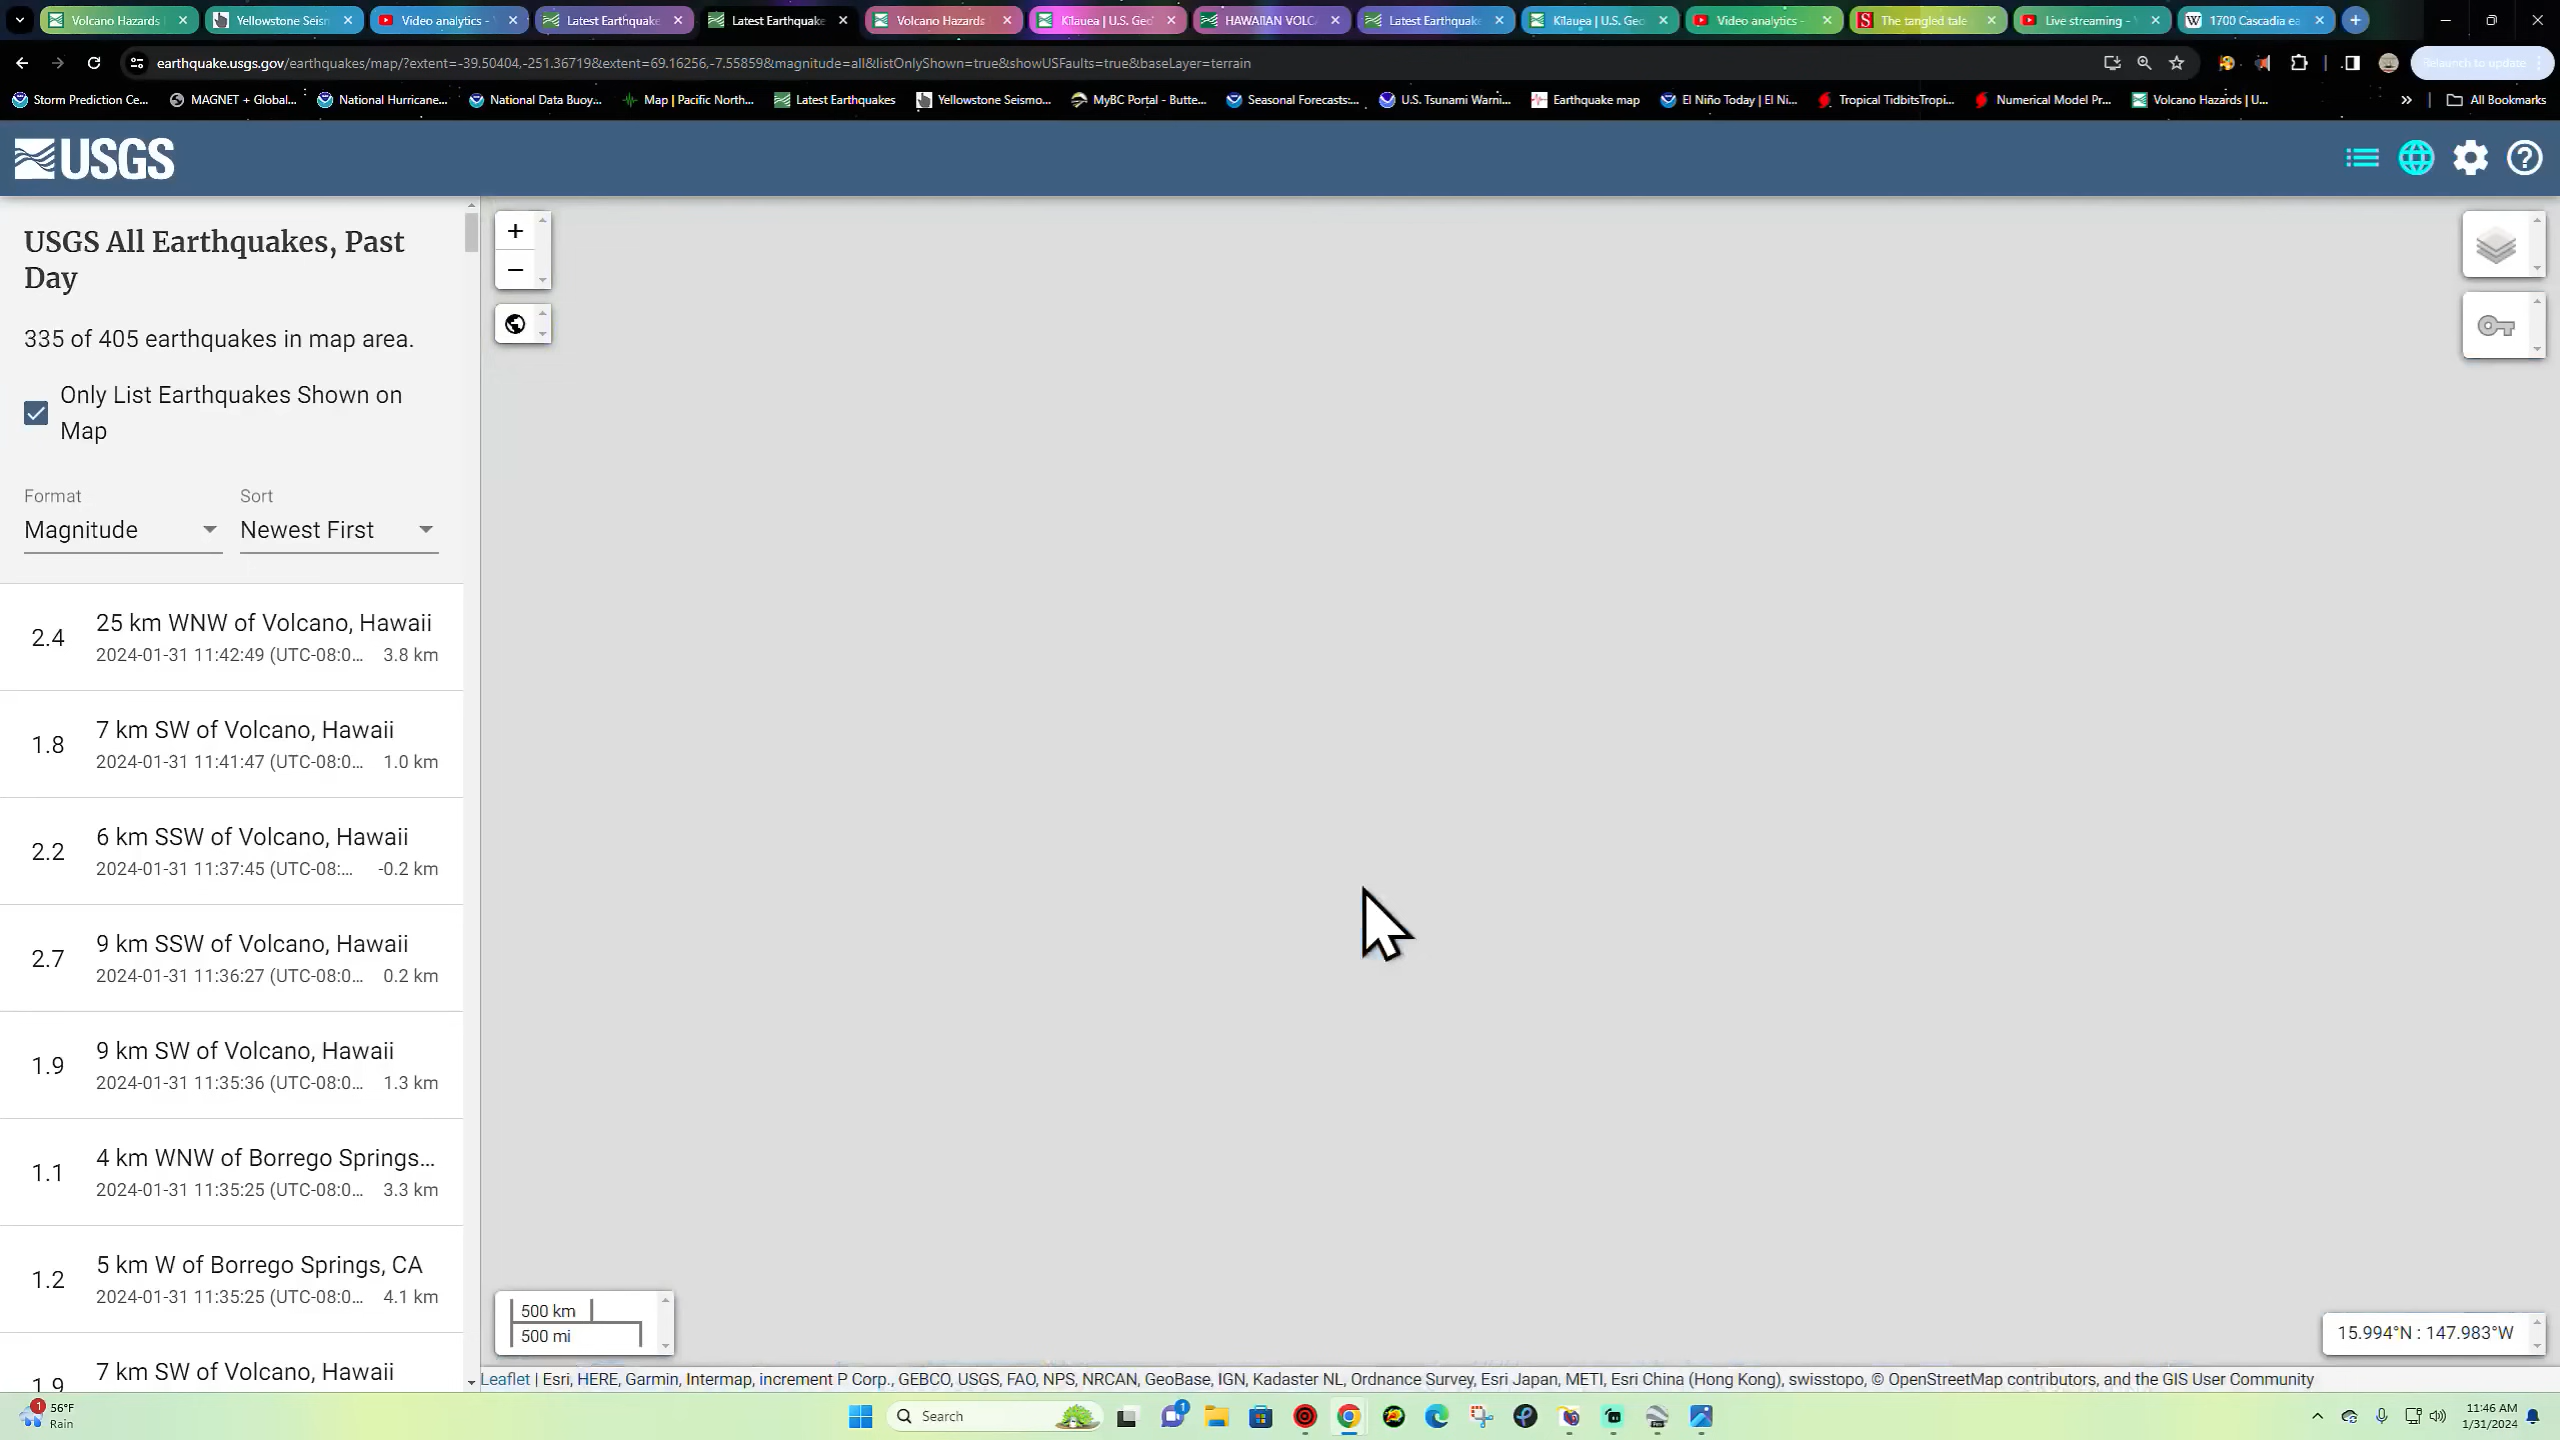 Volcano Hazards
Yellowstone Seisn
Video analytics -
Latest Earthquake
Latest Earthquake
Volcano Hazards
Kīlauea | U.S. Geo
HAWAIIAN VOLC
Latest Earthquake
Kīlauea | U.S. Geo
Video analytics -
The tangled tale
Live streaming -
1700 Cascadia ea
earthquake.usgs.gov/earthquakes/map/?extent=-39.50404,-251.36719&extent=69.16256,-7.55859&magnitude=all&listOnlyShown=true&showUSFaults=true&baseLayer=terrain
Relaunch to update
Storm Prediction Ce...
MAGNET + Global...
National Hurricane...
National Data Buoy...
Map | Pacific North...
Latest Earthquakes
Yellowstone Seismo...
MyBC Portal - Butte...
Seasonal Forecasts:...
U.S. Tsunami Warni...
Earthquake map
El Niño Today | El Ni...
Tropical TidbitsTropi...
Numerical Model Pr...
Volcano Hazards | U...
»
All Bookmarks
USGS
USGS All Earthquakes, Past
Day
335 of 405 earthquakes in map area.
Only List Earthquakes Shown on
Map
Format
Sort
Magnitude
Newest First
2.4
25 km WNW of Volcano, Hawaii
2024-01-31 11:42:49 (UTC-08:0... 3.8 km
1.8
7 km SW of Volcano, Hawaii
2024-01-31 11:41:47 (UTC-08:0... 1.0 km
2.2
6 km SSW of Volcano, Hawaii
2024-01-31 11:37:45 (UTC-08:... -0.2 km
2.7
9 km SSW of Volcano, Hawaii
2024-01-31 11:36:27 (UTC-08:0... 0.2 km
1.9
9 km SW of Volcano, Hawaii
2024-01-31 11:35:36 (UTC-08:0... 1.3 km
1.1
4 km WNW of Borrego Springs...
2024-01-31 11:35:25 (UTC-08:0... 3.3 km
1.2
5 km W of Borrego Springs, CA
2024-01-31 11:35:25 (UTC-08:0... 4.1 km
1.9
7 km SW of Volcano, Hawaii
+
−
500 km
500 mi
15.994°N : 147.983°W
Leaflet | Esri, HERE, Garmin, Intermap, increment P Corp., GEBCO, USGS, FAO, NPS, NRCAN, GeoBase, IGN, Kadaster NL, Ordnance Survey, Esri Japan, METI, Esri China (Hong Kong), swisstopo, © OpenStreetMap contributors, and the GIS User Community
1
56°F
Rain
Search
1
11:46 AM
1/31/2024